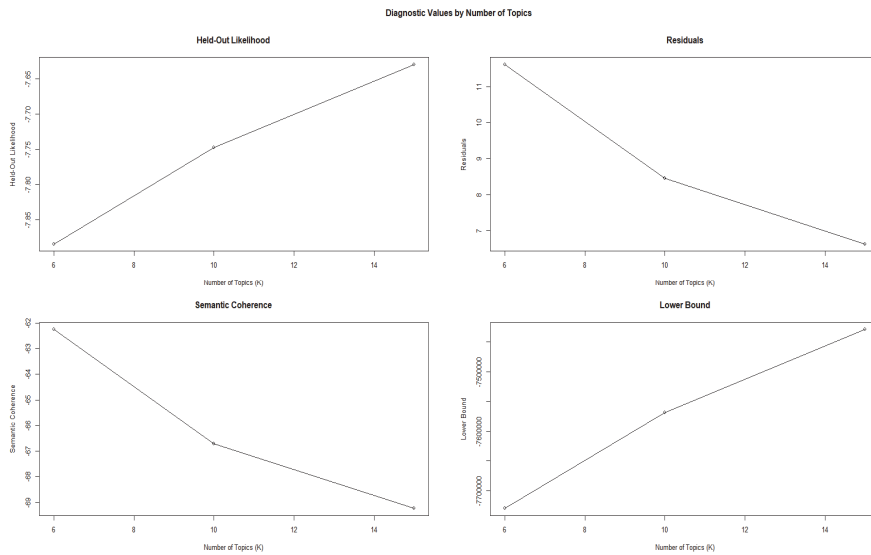 Diagnostic Values by Number of Topics
Held-Out Likelihood
Held-Out Likelihood
-7.65
-7.70
-7.75
-7.80
-7.85
6 8 10 12 14
Number of Topics (K)
Residuals
Residuals
11
10
9
8
7
6 8 10 12 14
Number of Topics (K)
Semantic Coherence
Semantic Coherence
-62
-63
-64
-65
-66
-67
-68
-69
6 8 10 12 14
Number of Topics (K)
Lower Bound
Lower Bound
-7500000
-7600000
-7700000
6 8 10 12 14
Number of Topics (K)